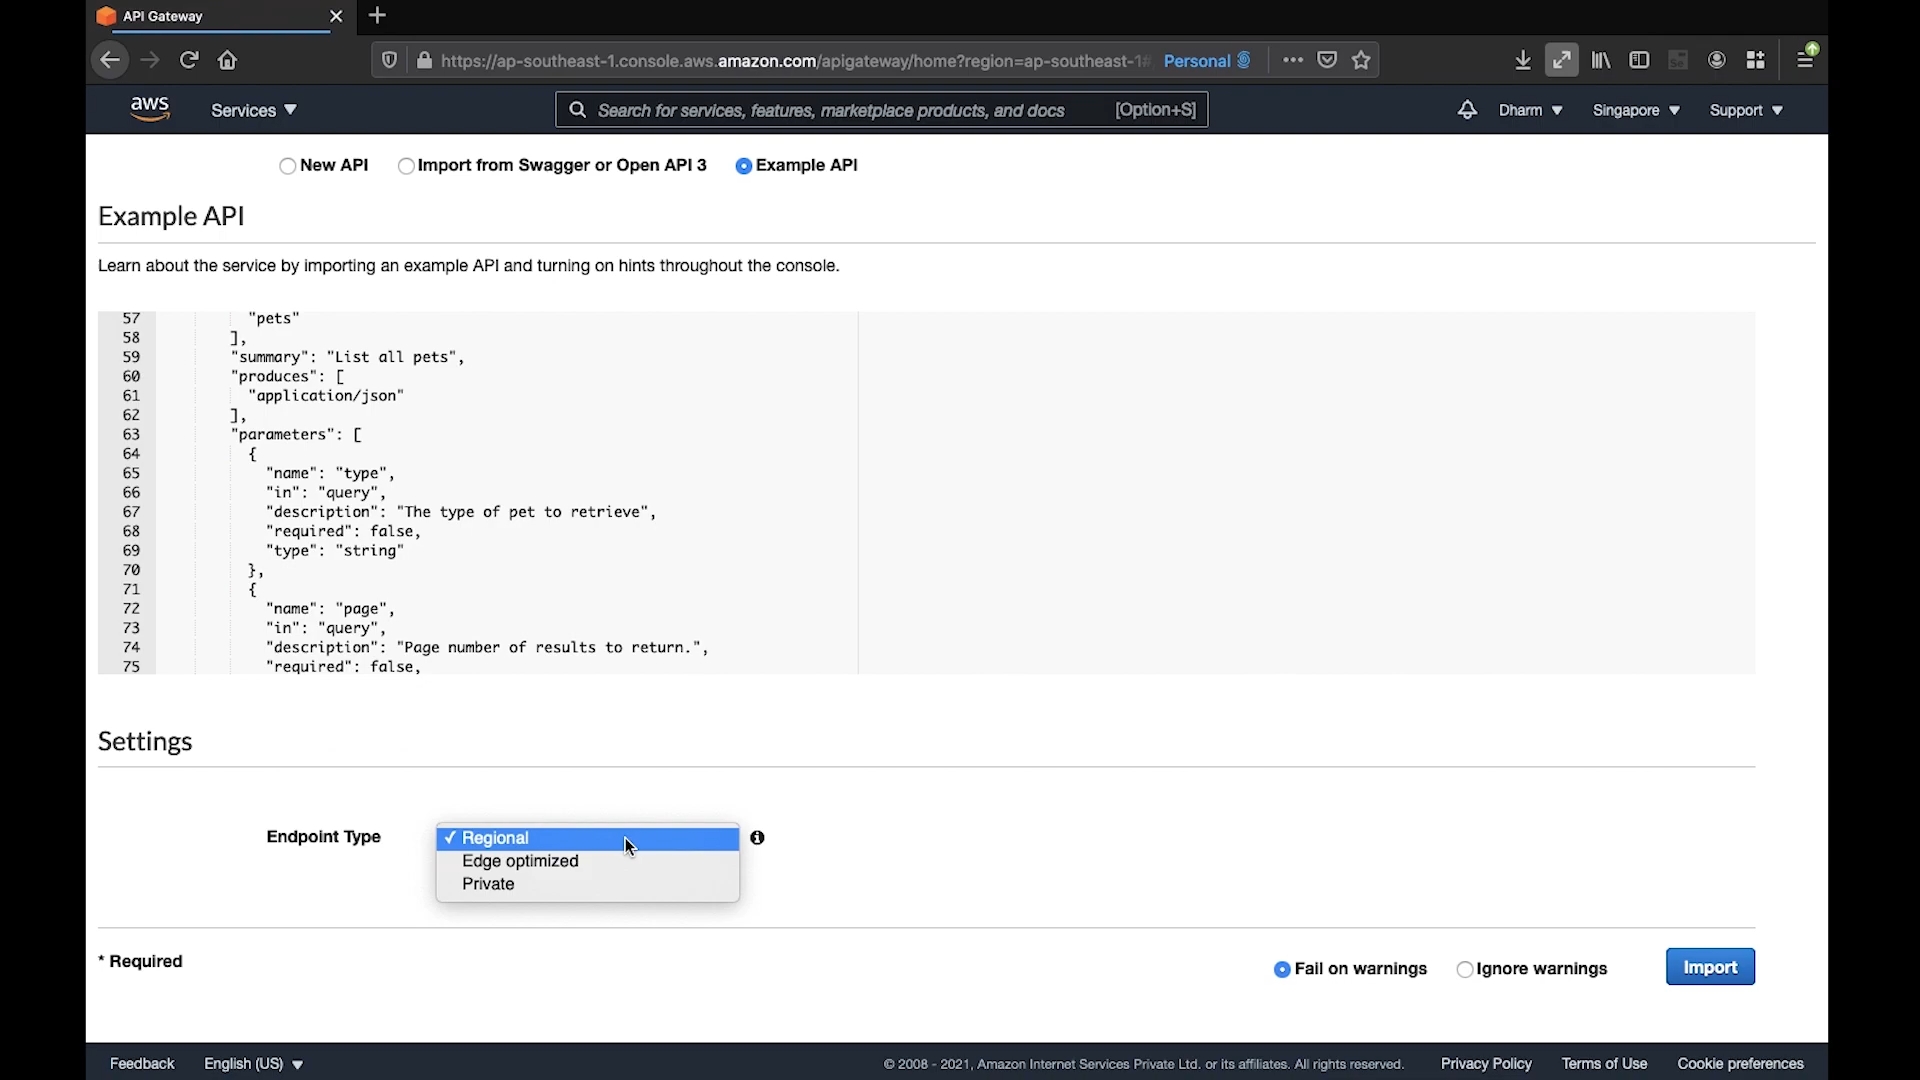 API Gateway
https://ap-southeast-1.console.aws.amazon.com/apigateway/home?region=ap-southeast-1# Personal
aws Services Search for services, features, marketplace products, and docs [Option+S] Dharm Singapore Support
New API Import from Swagger or Open API 3 Example API
Example API
Learn about the service by importing an example API and turning on hints throughout the console.
57 "pets"
58 ],
59 "summary": "List all pets",
60 "produces": [
61 "application/json"
62 ],
63 "parameters": [
64 {
65 "name": "type",
66 "in": "query",
67 "description": "The type of pet to retrieve",
68 "required": false,
69 "type": "string"
70 },
71 {
72 "name": "page",
73 "in": "query",
74 "description": "Page number of results to return.",
75 "required": false,
Settings
Endpoint Type ✓ Regional
Edge optimized
Private
* Required
Fail on warnings Ignore warnings Import
Feedback English (US) © 2008 - 2021, Amazon Internet Services Private Ltd. or its affiliates. All rights reserved. Privacy Policy Terms of Use Cookie preferences